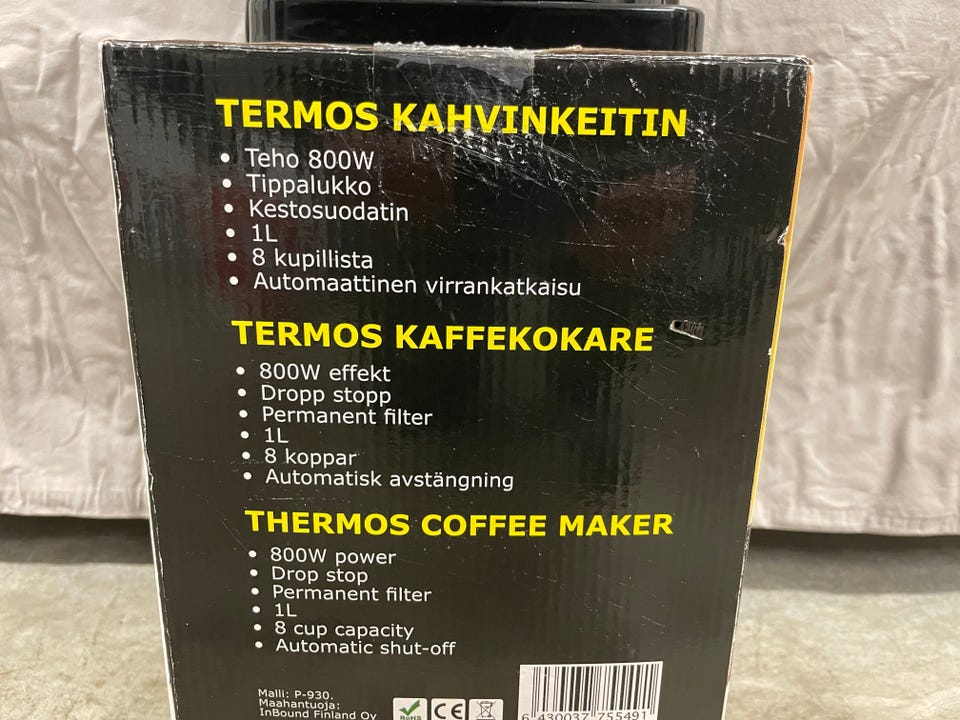 TERMOS KAHVINKEITIN
• Teho 800W
• Tippalukko
• Kestosuodatin
• 1L
• 8 kupillista
• Automaattinen virrankatkaisu
TERMOS KAFFEKOKARE
• 800W effekt
• Dropp stopp
• Permanent filter
• 1L
• 8 koppar
• Automatisk avstängning
THERMOS COFFEE MAKER
• 800W power
• Drop stop
• Permanent filter
• 1L
• 8 cup capacity
• Automatic shut-off
Malli: P-930.
Maahantuoja:
InBound Finland Oy
RoHS CE
6 430037 755491